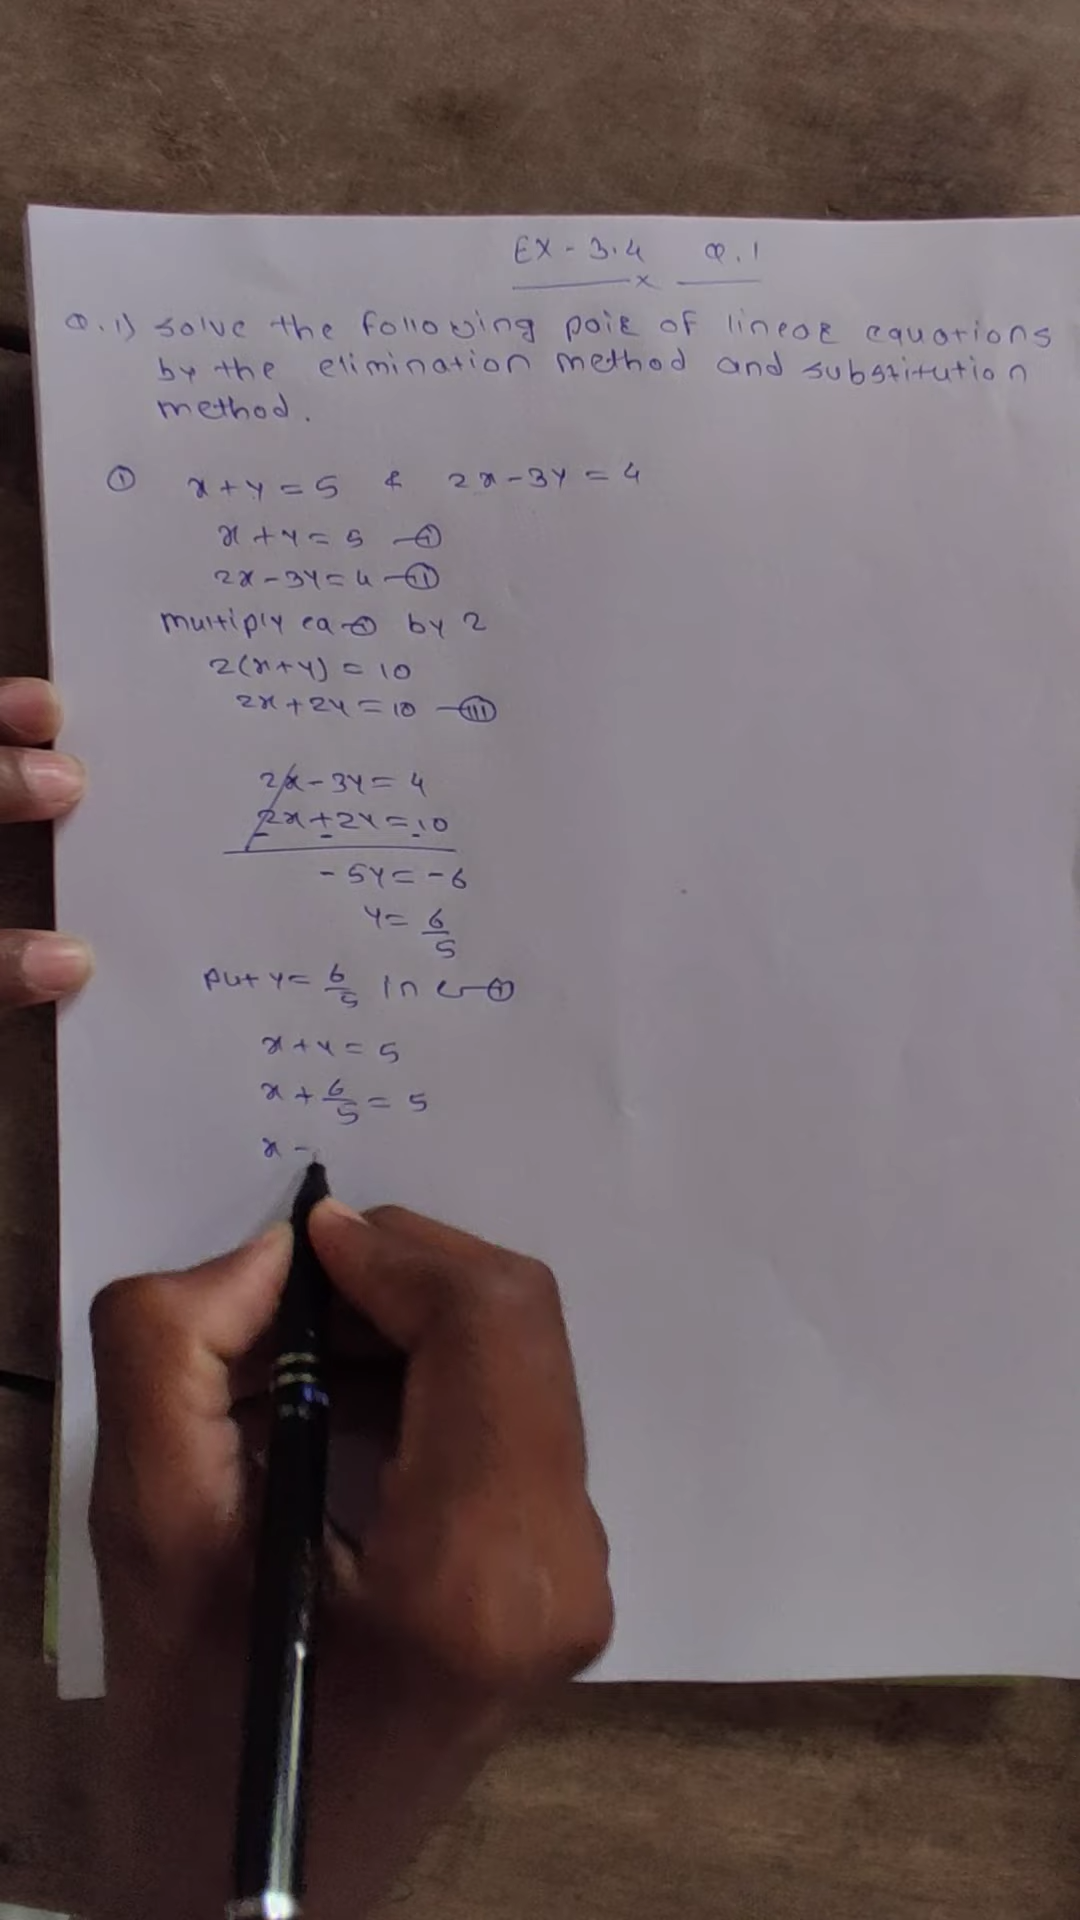 EX - 3.4 Q.1
Q.1) solve the following pair of linear equations
by the elimination method and substitution
method.
① x+y=5 & 2x-3y=4
x+y=5 —Ⓘ
2x-3y=4 —Ⓘⓘ
multiply eq-Ⓘ by 2
2(x+y)=10
2x+2y=10 —(III)
2x-3y=4
2x+2y=10
-5y=-6
y=6/5
put y=6/5 in Ⓘ
x+y=5
x+6/5=5
x -